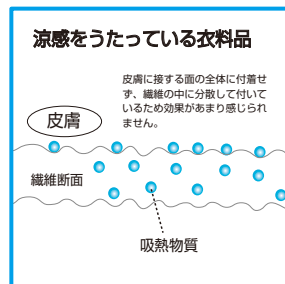 涼感をうたっている衣料品
皮膚に接する面の全体に付着せ
ず、繊維の中に分散して付いて
いるため効果があまり感じられ
ません。
皮膚
繊維断面
吸熱物質